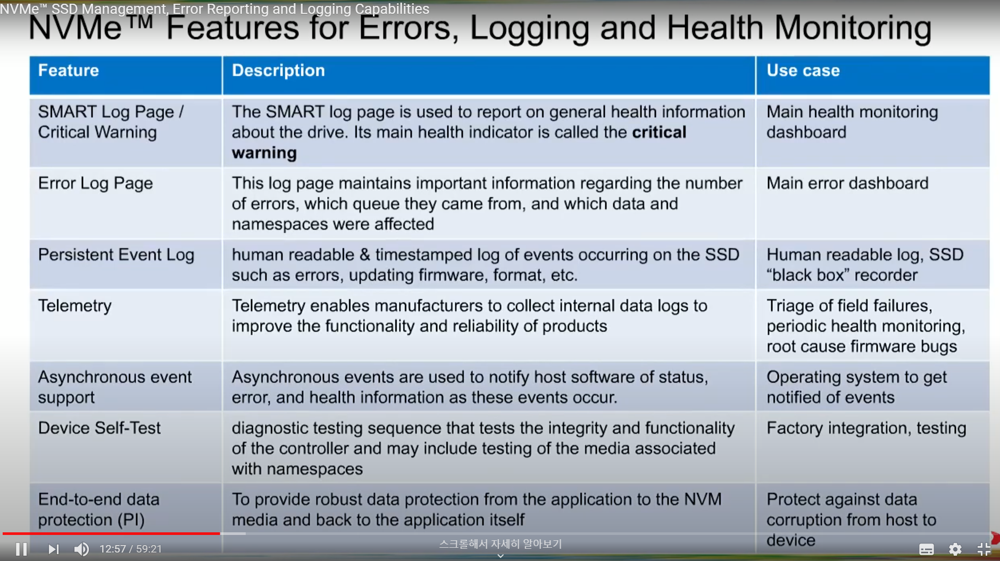 NVMe™ SSD Management, Error Reporting and Logging Capabilities
NVMe™ Features for Errors, Logging and Health Monitoring
Feature
Description
Use case
SMART Log Page /
Critical Warning
The SMART log page is used to report on general health information
about the drive. Its main health indicator is called the critical
warning
Main health monitoring
dashboard
Error Log Page
This log page maintains important information regarding the number
of errors, which queue they came from, and which data and
namespaces were affected
Main error dashboard
Persistent Event Log
human readable & timestamped log of events occurring on the SSD
such as errors, updating firmware, format, etc.
Human readable log, SSD
“black box” recorder
Telemetry
Telemetry enables manufacturers to collect internal data logs to
improve the functionality and reliability of products
Triage of field failures,
periodic health monitoring,
root cause firmware bugs
Asynchronous event
support
Asynchronous events are used to notify host software of status,
error, and health information as these events occur.
Operating system to get
notified of events
Device Self-Test
diagnostic testing sequence that tests the integrity and functionality
of the controller and may include testing of the media associated
with namespaces
Factory integration, testing
End-to-end data
protection (PI)
To provide robust data protection from the application to the NVM
media and back to the application itself
Protect against data
corruption from host to
device
12:57 / 59:21
스크롤해서 자세히 알아보기